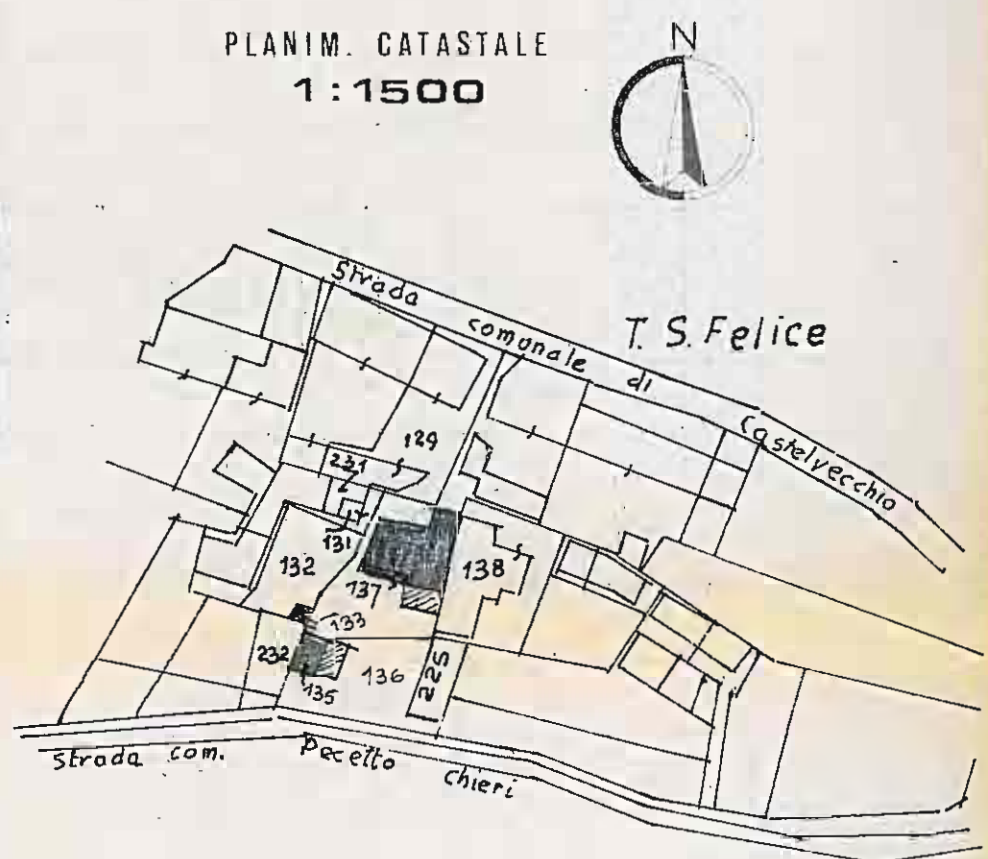 PLANIM. CATASTALE
1:1500
N
Strada comunale di Castelvecchio
T. S. Felice
129
231
131
132
137
138
133
232
135
136
225
Strada com. Pecetto Chieri